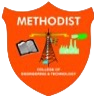 METHODIST
COLLEGE OF
ENGINEERING & TECHNOLOGY